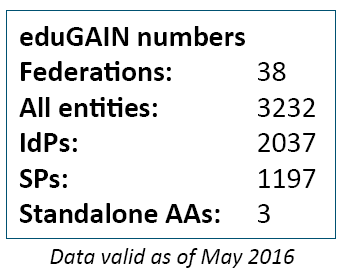 eduGAIN numbers
Federations: 38
All entities: 3232
IdPs: 2037
SPs: 1197
Standalone AAs: 3
Data valid as of May 2016